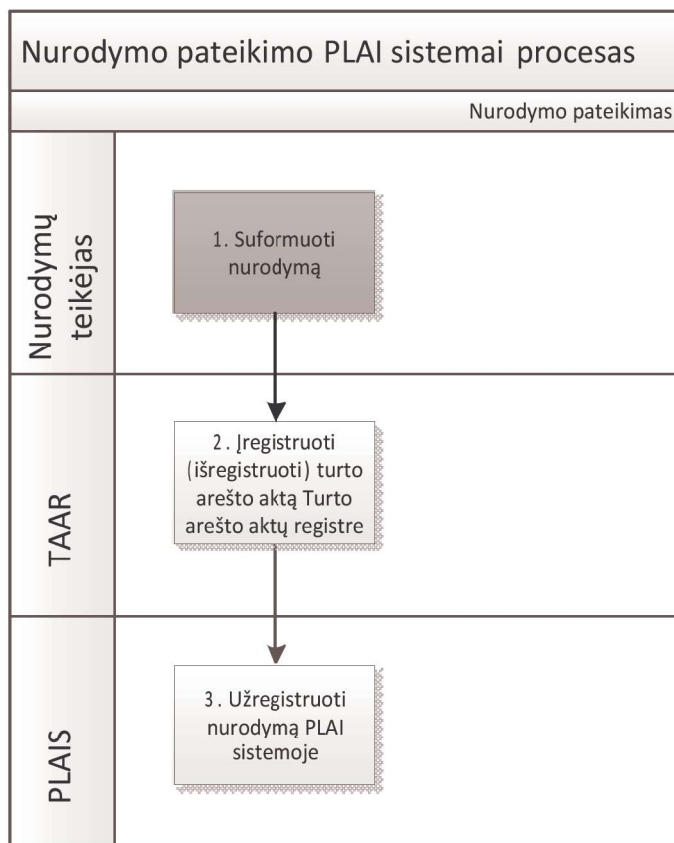 Nurodymo pateikimo PLAI sistemai procesas
Nurodymo pateikimas
Nurodymų
teikėjas
1. Suformuoti
nurodymą
TAAR
2. Įregistruoti
(išregistruoti) turto
arešto aktą Turto
arešto aktų registre
PLAIS
3. Užregistruoti
nurodymą PLAI
sistemoje